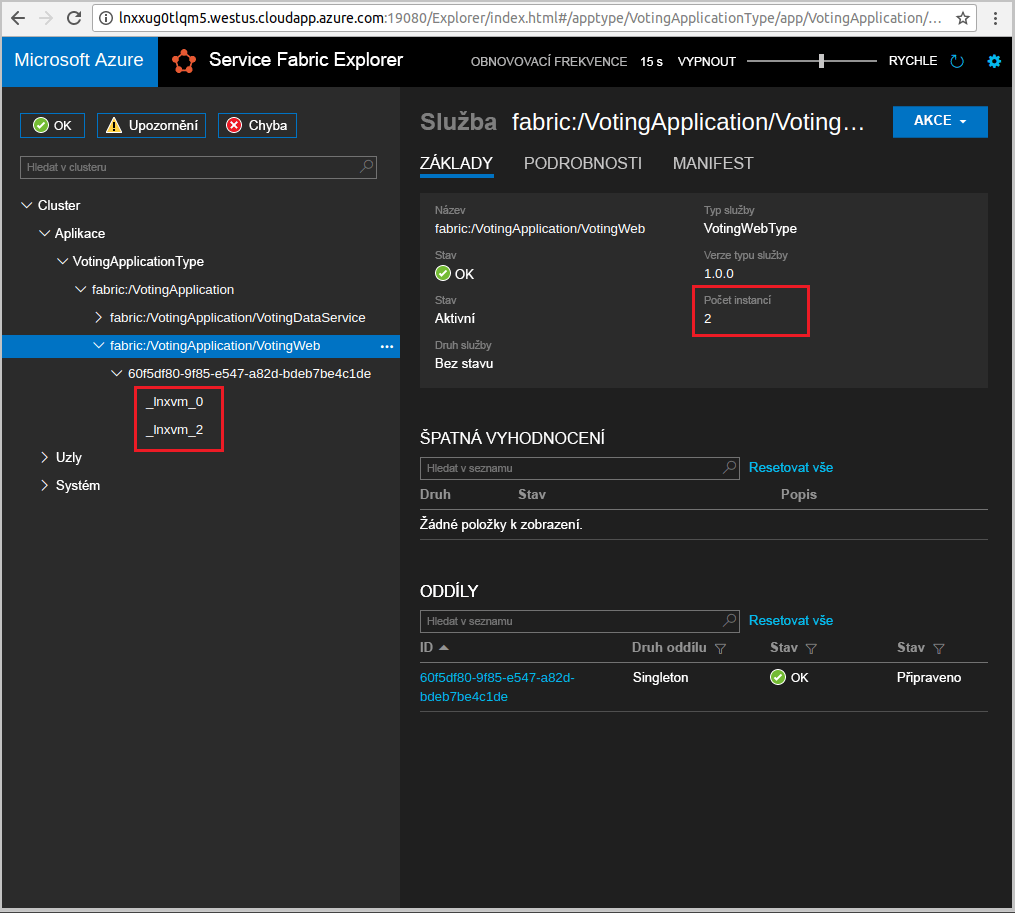 lnxxug0tlqm5.westus.cloudapp.azure.com:19080/Explorer/index.html#/apptype/VotingApplicationType/app/VotingApplication/...
Microsoft Azure
Service Fabric Explorer
OBNOVOVACÍ FREKVENCE 15 s VYPNOUT RYCHLE
OK Upozornění Chyba
Hledat v clusteru
Cluster
Aplikace
VotingApplicationType
fabric:/VotingApplication
fabric:/VotingApplication/VotingDataService
fabric:/VotingApplication/VotingWeb ...
60f5df80-9f85-e547-a82d-bdeb7be4c1de
_lnxvm_0
_lnxvm_2
Uzly
Systém
Služba fabric:/VotingApplication/Voting...
AKCE
ZÁKLADY PODROBNOSTI MANIFEST
Název
fabric:/VotingApplication/VotingWeb
Stav
OK
Stav
Aktivní
Druh služby
Bez stavu
Typ služby
VotingWebType
Verze typu služby
1.0.0
Počet instancí
2
ŠPATNÁ VYHODNOCENÍ
Hledat v seznamu Resetovat vše
Druh Stav Popis
Žádné položky k zobrazení.
ODDÍLY
Hledat v seznamu Resetovat vše
ID Druh oddílu Stav Stav
60f5df80-9f85-e547-a82d- Singleton OK Připraveno
bdeb7be4c1de